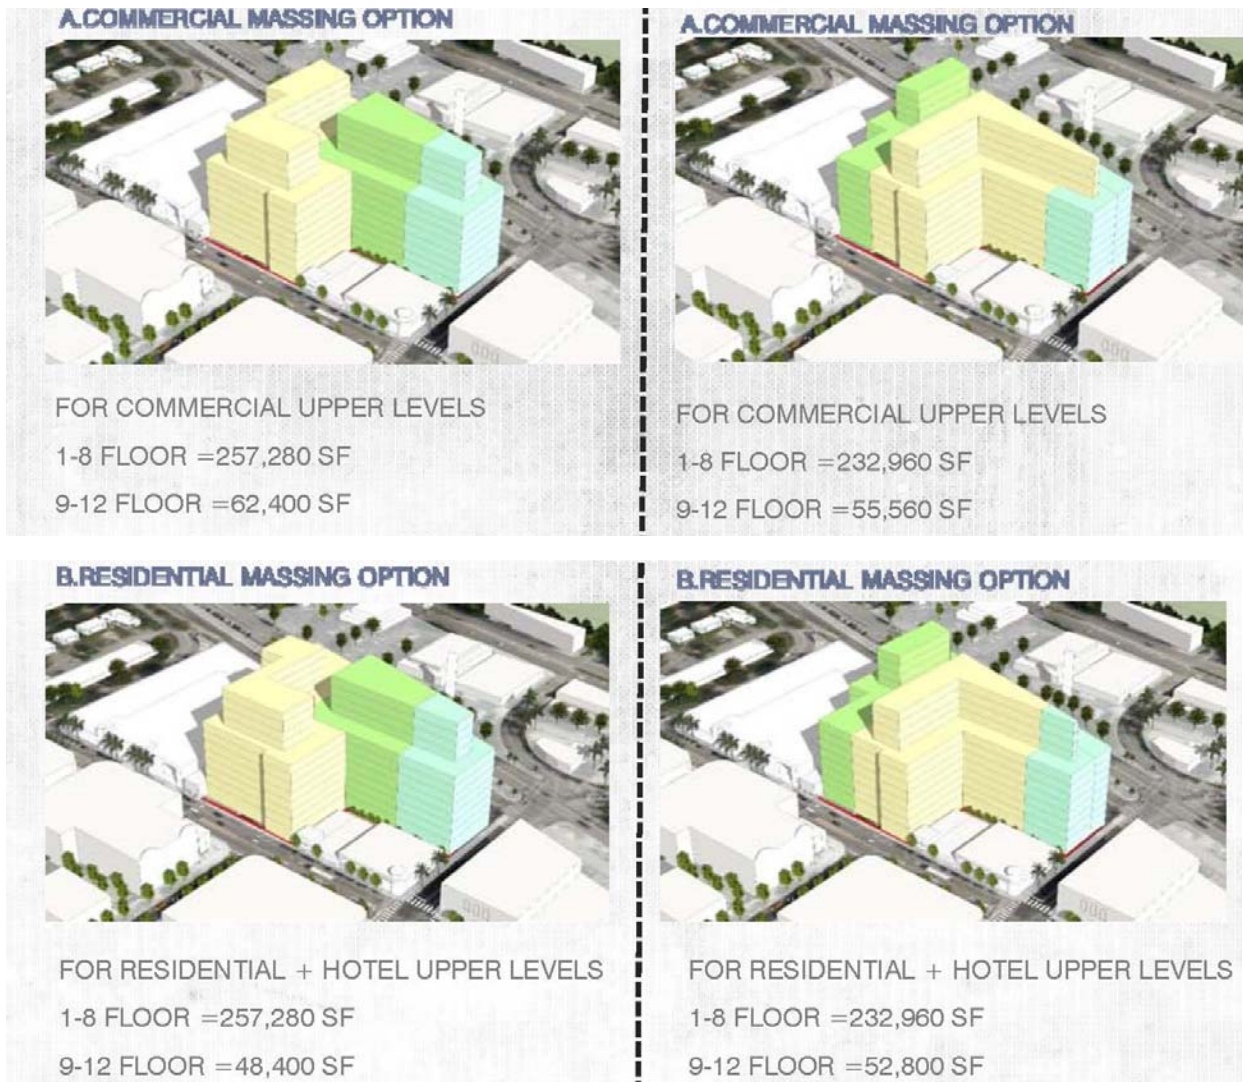 A.COMMERCIAL MASSING OPTION
FOR COMMERCIAL UPPER LEVELS
1-8 FLOOR =257,280 SF
9-12 FLOOR =62,400 SF
A.COMMERCIAL MASSING OPTION
FOR COMMERCIAL UPPER LEVELS
1-8 FLOOR =232,960 SF
9-12 FLOOR =55,560 SF
B.RESIDENTIAL MASSING OPTION
FOR RESIDENTIAL + HOTEL UPPER LEVELS
1-8 FLOOR =257,280 SF
9-12 FLOOR =48,400 SF
B.RESIDENTIAL MASSING OPTION
FOR RESIDENTIAL + HOTEL UPPER LEVELS
1-8 FLOOR =232,960 SF
9-12 FLOOR =52,800 SF